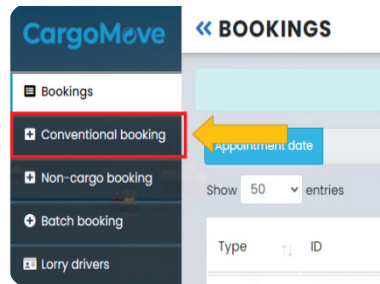 CargoMove
« BOOKINGS
Bookings
Conventional booking
Appointment date
Non-cargo booking
Show 50 entries
Batch booking
Type ID
Lorry drivers